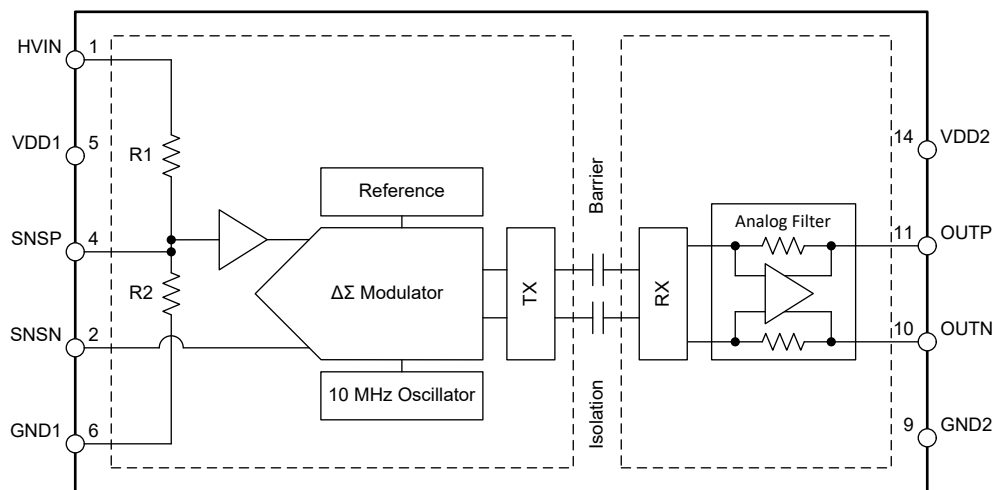 HVIN 1
VDD1 5
R1
14 VDD2
Reference
Barrier
Analog Filter
SNSP 4
11 OUTP
R2
ΔΣ Modulator
TX
RX
SNSN 2
10 OUTN
10 MHz Oscillator
Isolation
GND1 6
9 GND2